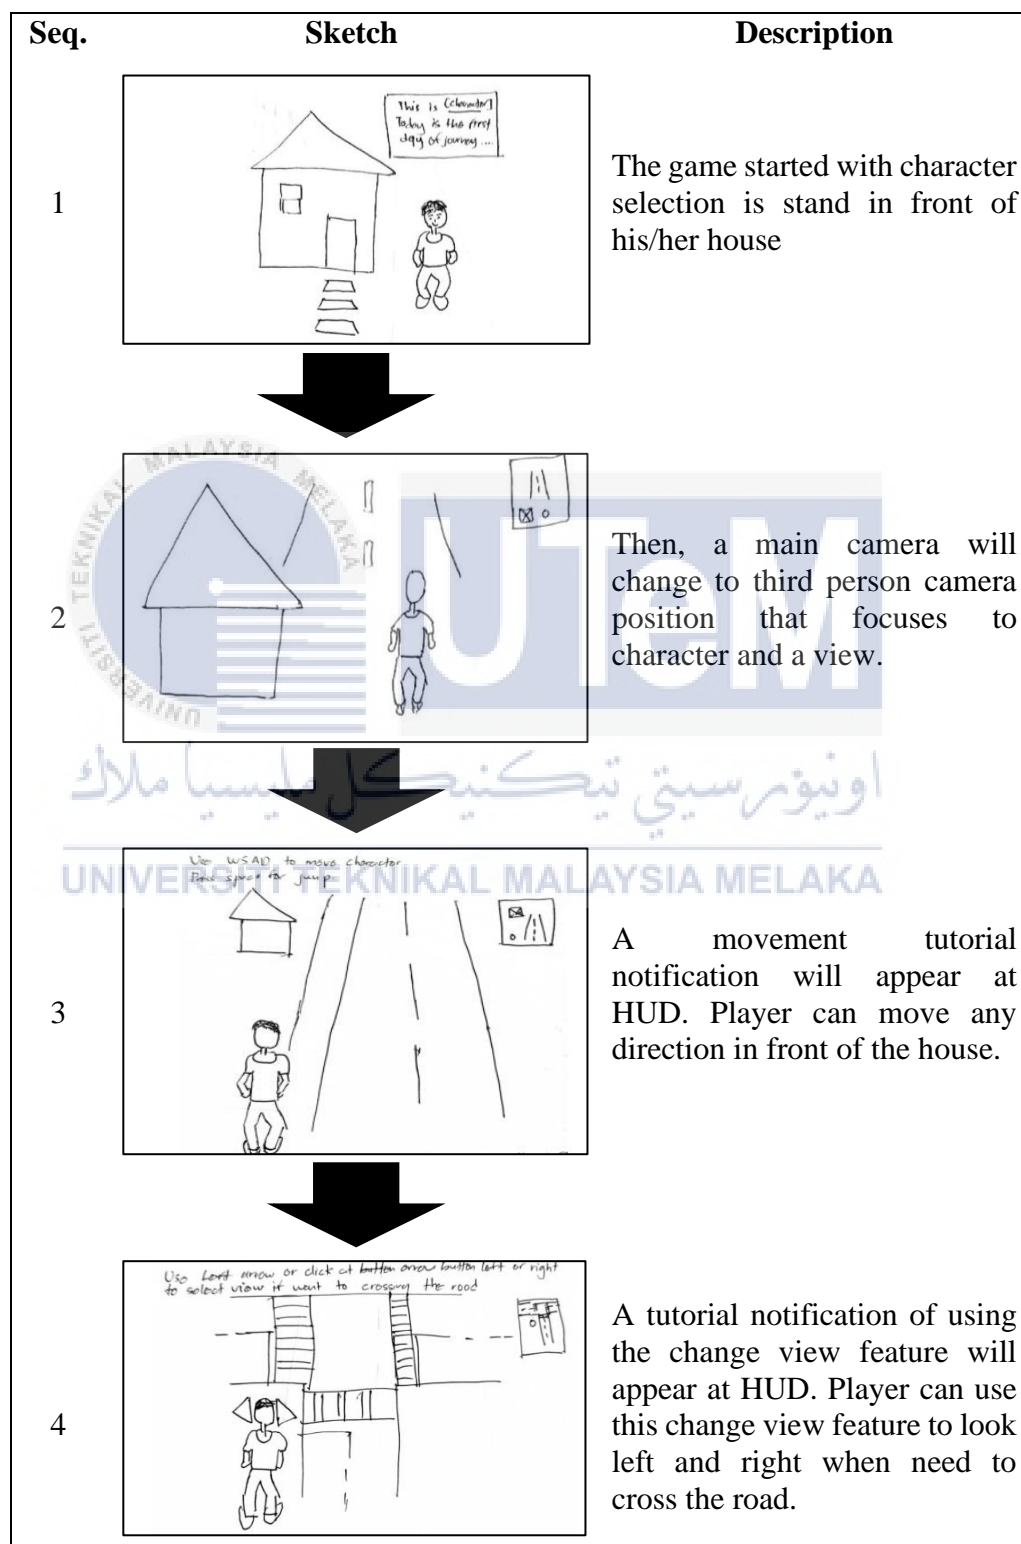 Seq. Sketch Description
This is [character]
Today is the first
day of journey ....
1
The game started with character
selection is stand in front of
his/her house
2
Then, a main camera will
change to third person camera
position that focuses to
character and a view.
UNIVERSITI TEKNIKAL MALAYSIA MELAKA
UTeM
اونيۏرسيتي تيكنيكل مليسيا ملاك
UNIVERSITI TEKNIKAL MALAYSIA MELAKA
Use WSAD to move character
Press space for jump
3
A movement tutorial
notification will appear at
HUD. Player can move any
direction in front of the house.
Use arrow or click at button arrow button left or right
to select view it want to crossing the road
4
A tutorial notification of using
the change view feature will
appear at HUD. Player can use
this change view feature to look
left and right when need to
cross the road.